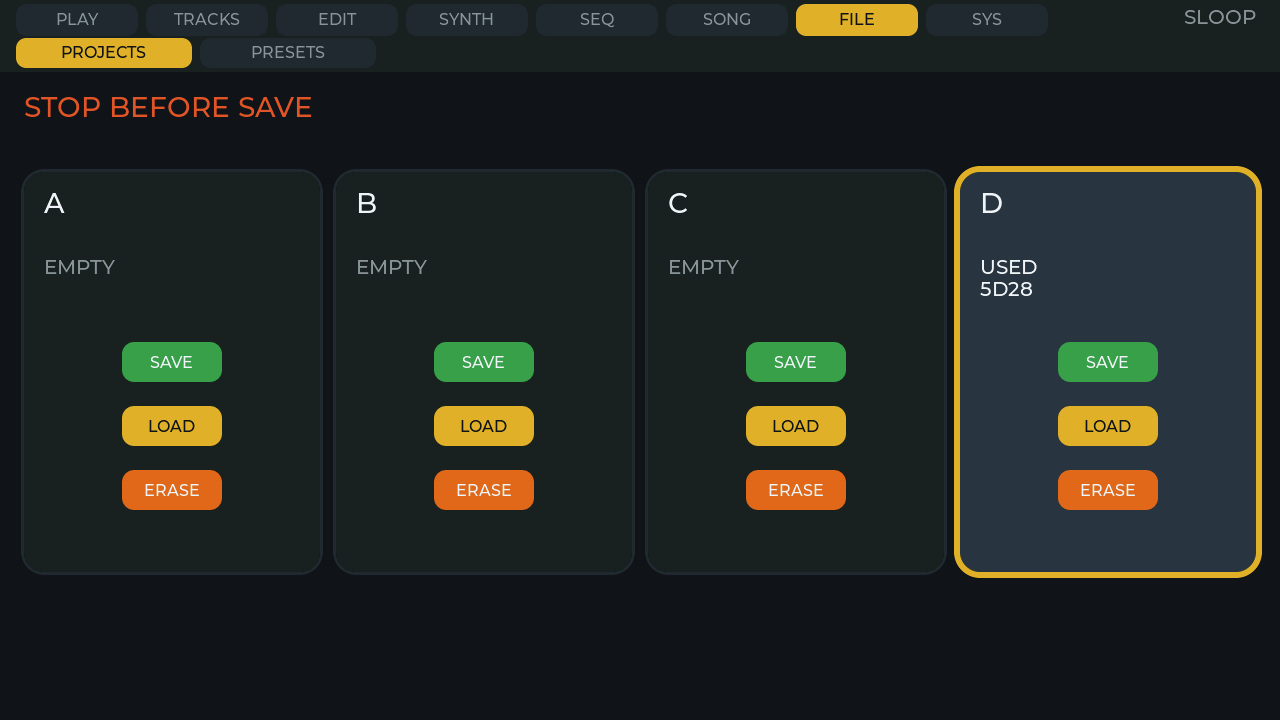 PLAY TRACKS EDIT SYNTH SEQ SONG FILE SYS SLOOP
PROJECTS PRESETS
STOP BEFORE SAVE
A
EMPTY
SAVE
LOAD
ERASE
B
EMPTY
SAVE
LOAD
ERASE
C
EMPTY
SAVE
LOAD
ERASE
D
USED
5D28
SAVE
LOAD
ERASE